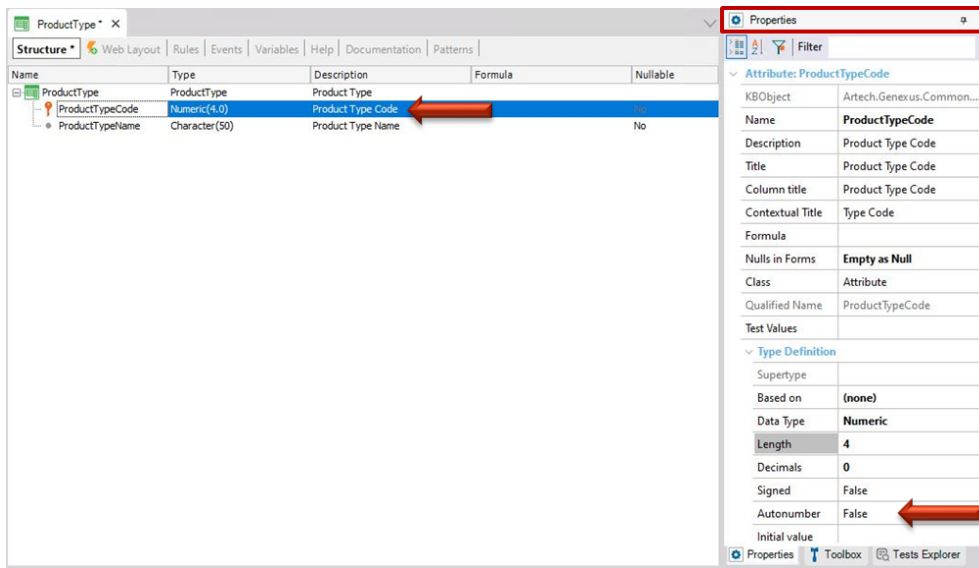 ProductType *
Structure * Web Layout Rules Events Variables Help Documentation Patterns
Name Type Description Formula Nullable
ProductType ProductType Product Type
ProductTypeCode Numeric(4.0) Product Type Code No
ProductTypeName Character(50) Product Type Name No
Properties
Filter
Attribute: ProductTypeCode
KBObject Artech.Genexus.Common...
Name ProductTypeCode
Description Product Type Code
Title Product Type Code
Column title Product Type Code
Contextual Title Type Code
Formula
Nulls in Forms Empty as Null
Class Attribute
Qualified Name ProductTypeCode
Test Values
Type Definition
Supertype
Based on (none)
Data Type Numeric
Length 4
Decimals 0
Signed False
Autonumber False
Initial value
Properties Toolbox Tests Explorer